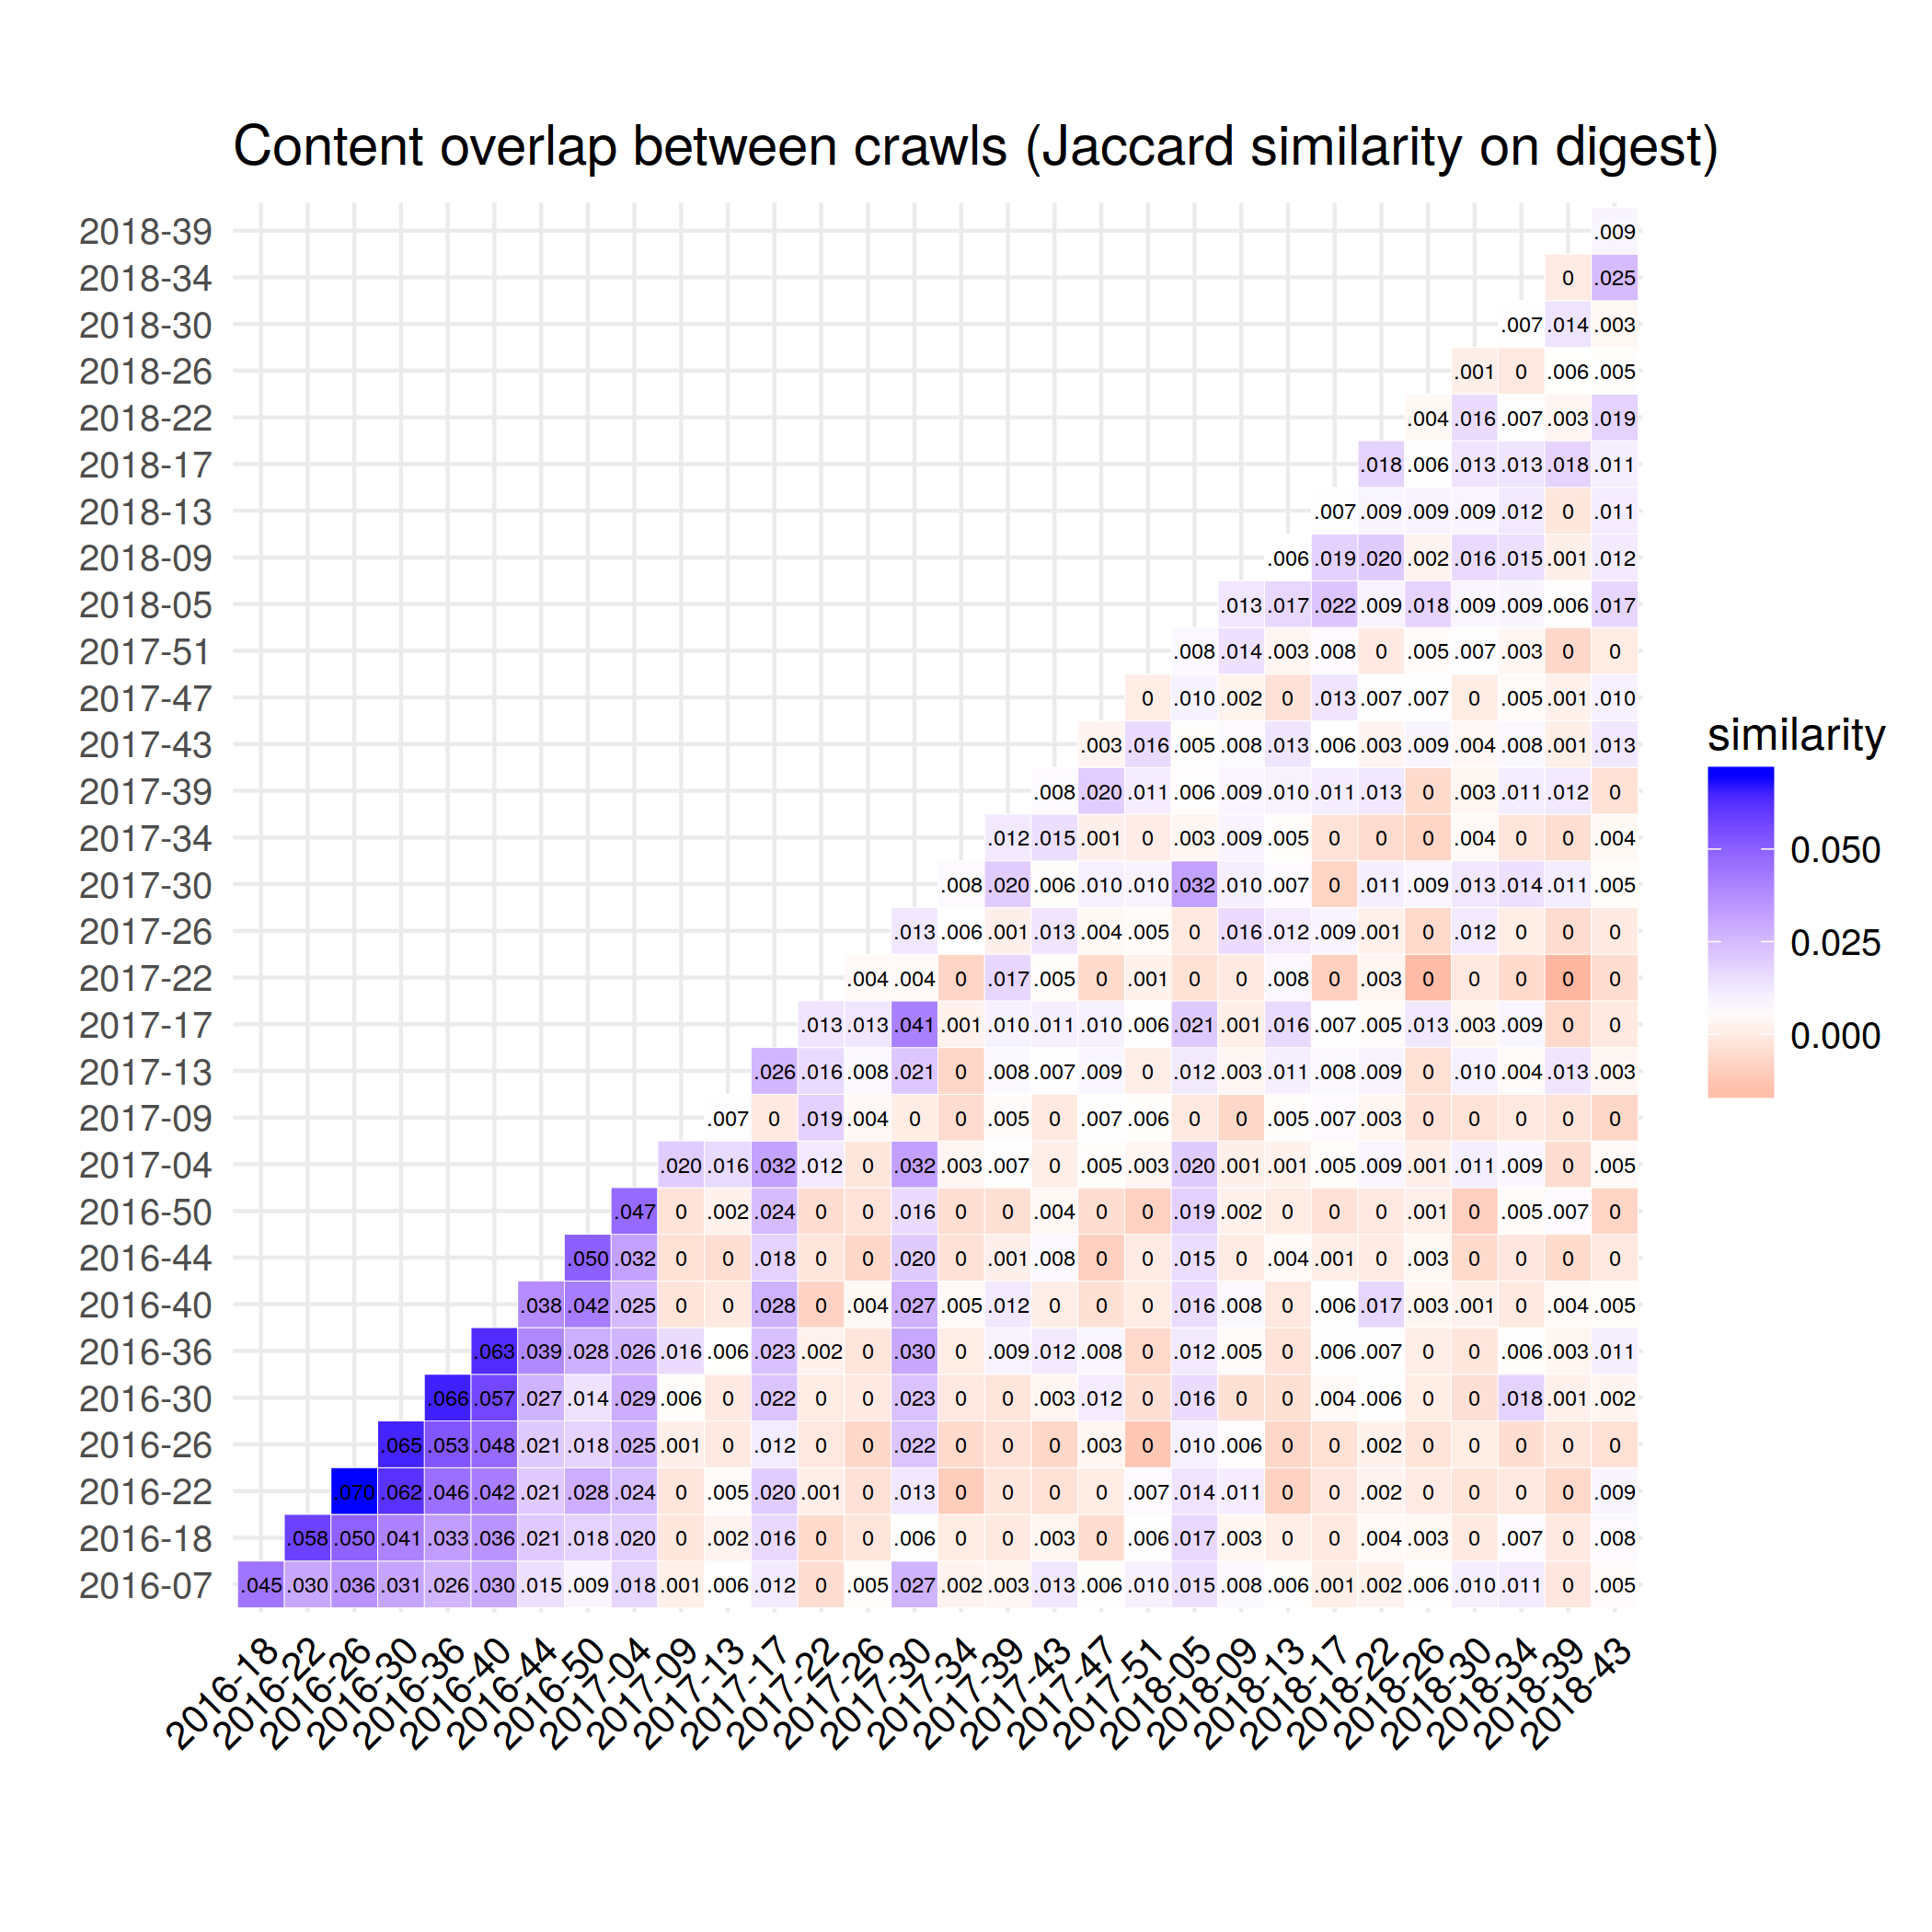 Content overlap between crawls (Jaccard similarity on digest)
2018-39 .009
2018-34 0 .025
2018-30 .007 .014 .003
2018-26 .001 0 .006 .005
2018-22 .004 .016 .007 .003 .019
2018-17 .018 .006 .013 .013 .018 .011
2018-13 .007 .009 .009 .009 .012 0 .011
2018-09 .006 .019 .020 .002 .016 .015 .001 .012
2018-05 .013 .017 .022 .009 .018 .009 .009 .006 .017
2017-51 .008 .014 .003 .008 0 .005 .007 .003 0 0
2017-47 0 .010 .002 0 .013 .007 .007 0 .005 .001 .010
2017-43 .003 .016 .005 .008 .013 .006 .003 .009 .004 .008 .001 .013
2017-39 .008 .020 .011 .006 .009 .010 .011 .013 0 .003 .011 .012 0
2017-34 .012 .015 .001 0 .003 .009 .005 0 0 0 .004 0 0 .004
2017-30 .008 .020 .006 .010 .010 .032 .010 .007 0 .011 .009 .013 .014 .011 .005
2017-26 .013 .006 .001 .013 .004 .005 0 .016 .012 .009 .001 0 .012 0 0 0
2017-22 .004 .004 0 .017 .005 0 .001 0 0 .008 0 .003 0 0 0 0 0
2017-17 .013 .013 .041 .001 .010 .011 .010 .006 .021 .001 .016 .007 .005 .013 .003 .009 0 0
2017-13 .026 .016 .008 .021 0 .008 .007 .009 0 .012 .003 .011 .008 .009 0 .010 .004 .013 .003
2017-09 .007 0 .019 .004 0 0 .005 0 .007 .006 0 0 .005 .007 .003 0 0 0 0 0
2017-04 .020 .016 .032 .012 0 .032 .003 .007 0 .005 .003 .020 .001 .001 .005 .009 .001 .011 .009 0 .005
2016-50 .047 0 .002 .024 0 0 .016 0 0 .004 0 0 .019 .002 0 0 0 .001 0 .005 .007 0
2016-44 .050 .032 0 0 .018 0 0 .020 0 .001 .008 0 0 .015 0 .004 .001 0 .003 0 0 0 0
2016-40 .038 .042 .025 0 0 .028 0 .004 .027 .005 .012 0 0 0 .016 .008 0 .006 .017 .003 .001 0 .004 .005
2016-36 .063 .039 .028 .026 .016 .006 .023 .002 0 .030 0 .009 .012 .008 0 .012 .005 0 .006 .007 0 0 .006 .003 .011
2016-30 .066 .057 .027 .014 .029 .006 0 .022 0 0 .023 0 0 .003 .012 0 .016 0 0 .004 .006 0 0 .018 .001 .002
2016-26 .065 .053 .048 .021 .018 .025 .001 0 .012 0 0 .022 0 0 0 .003 0 .010 .006 0 0 .002 0 0 0 0 0
2016-22 .070 .062 .046 .042 .021 .028 .024 0 .005 .020 .001 0 .013 0 0 0 0 .007 .014 .011 0 0 .002 0 0 0 0 .009
2016-18 .058 .050 .041 .033 .036 .021 .018 .020 0 .002 .016 0 0 .006 0 0 .003 0 .006 .017 .003 0 0 .004 .003 0 .007 0 .008
2016-07 .045 .030 .036 .031 .026 .030 .015 .009 .018 .001 .006 .012 0 .005 .027 .002 .003 .013 .006 .010 .015 .008 .006 .001 .002 .006 .010 .011 0 .005
2016-18 2016-22 2016-26 2016-30 2016-36 2016-40 2016-44 2016-50 2017-04 2017-09 2017-13 2017-17 2017-22 2017-26 2017-30 2017-34 2017-39 2017-43 2017-47 2017-51 2018-05 2018-09 2018-13 2018-17 2018-22 2018-26 2018-30 2018-34 2018-39 2018-43
similarity
0.050
0.025
0.000